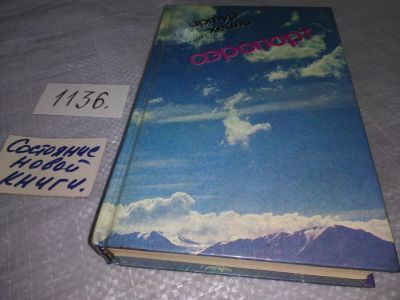 артур
хейли
аэропорт
1136.
Состояние
новой
книги.